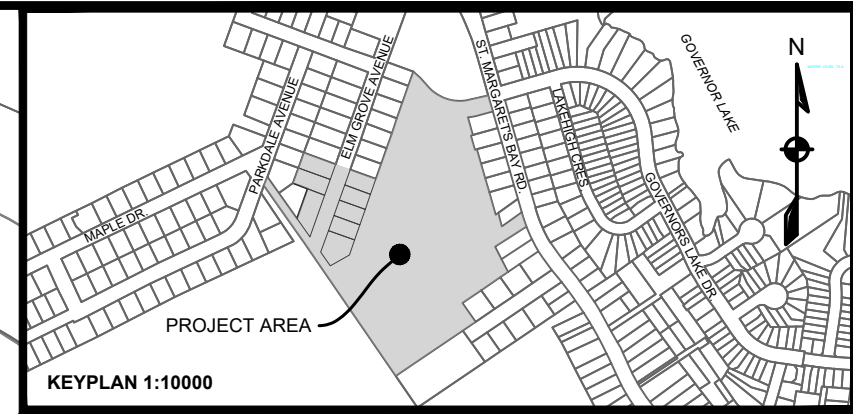 N
GOVERNOR LAKE
ELM GROVE AVENUE
ST. MARGARET'S BAY RD.
PARKDALE AVENUE
LAKEHIGH CRES
GOVERNORS LAKE DR.
MAPLE DR.
PROJECT AREA
KEYPLAN 1:10000